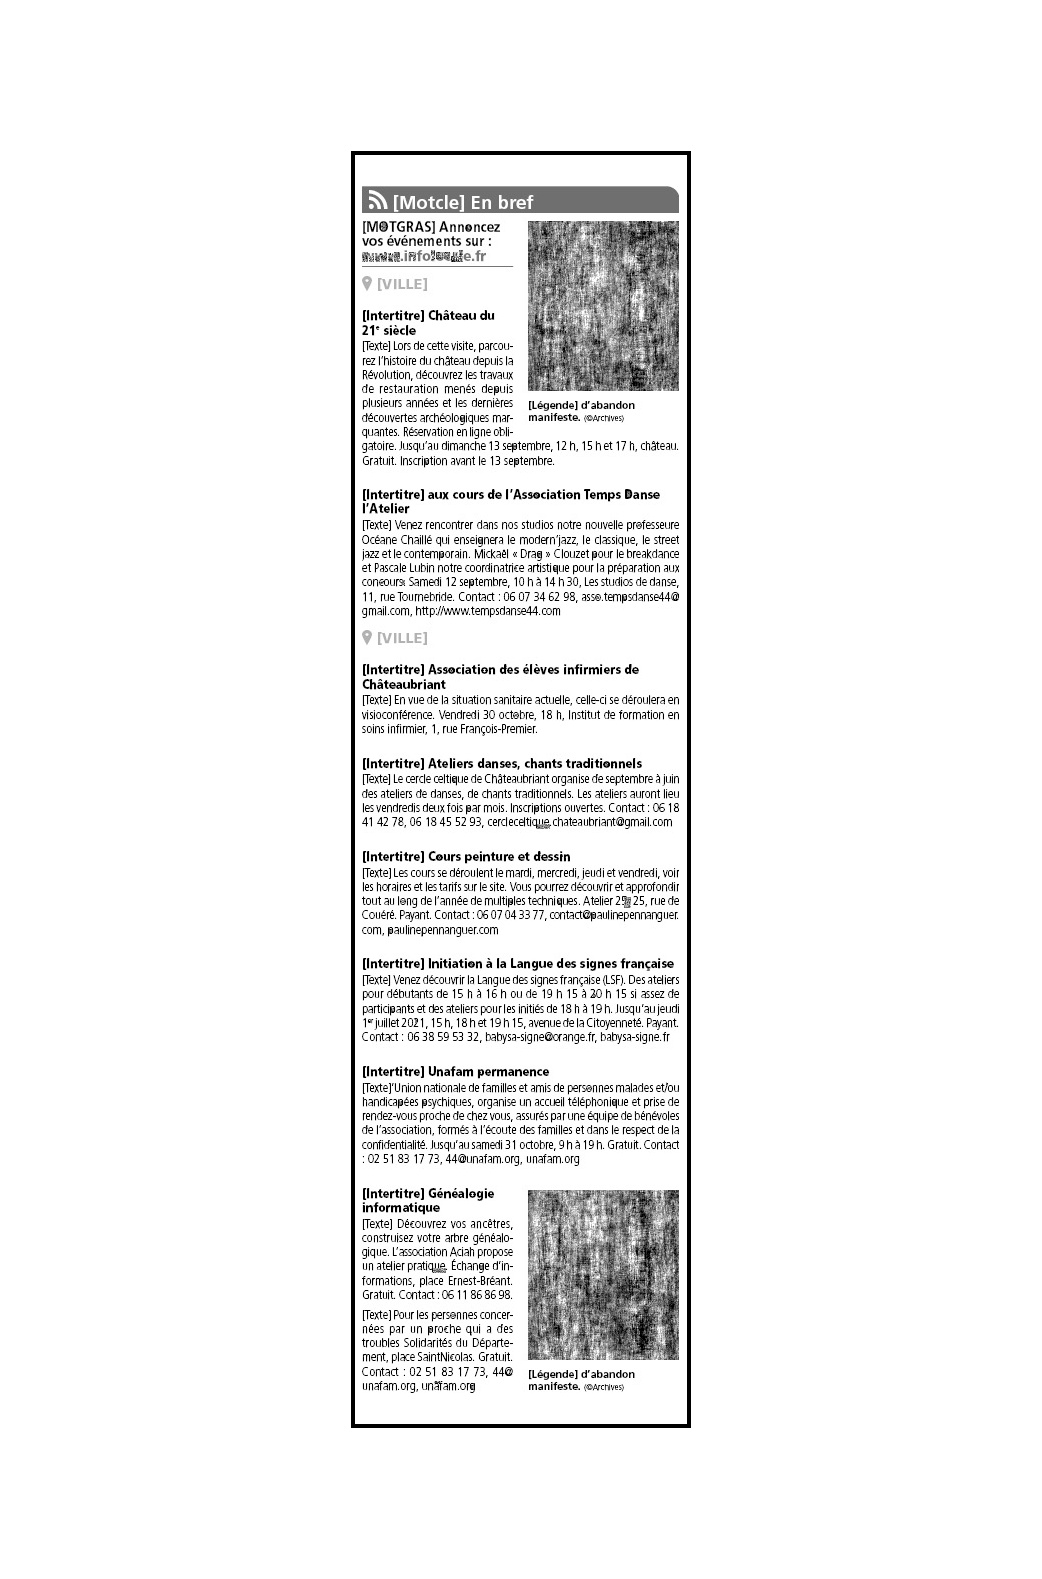 [Motcle] En bref
[MOTGRAS] Annoncez
vos événements sur :
[VILLE]
[Intertitre] Château du
21e siècle
[Texte] Lors de cette visite, parcou-
rez l'histoire du château depuis la
Révolution, découvrez les travaux
de restauration menés depuis
plusieurs années et les dernières
découvertes archéologiques mar-
quantes. Réservation en ligne obli-
gatoire. Jusqu'au dimanche 13 septembre, 12 h, 15 h et 17 h, château.
Gratuit. Inscription avant le 13 septembre.
[Légende] d'abandon
manifeste. (©Archives)
[Intertitre] aux cours de l'Association Temps Danse
l'Atelier
[Texte] Venez rencontrer dans nos studios notre nouvelle professeure
Océane Chaillé qui enseignera le modern'jazz, le classique, le street
jazz et le contemporain. Mickaël « Drag » Clouzet pour le breakdance
et Pascale Lubin notre coordinatrice artistique pour la préparation aux
concours. Samedi 12 septembre, 10 h à 14 h 30, Les studios de danse,
11, rue Tournebride. Contact : 06 07 34 62 98, asso.tempsdanse44@
gmail.com, http://www.tempsdanse44.com
[VILLE]
[Intertitre] Association des élèves infirmiers de
Châteaubriant
[Texte] En vue de la situation sanitaire actuelle, celle-ci se déroulera en
visioconférence. Vendredi 30 octobre, 18 h, Institut de formation en
soins infirmier, 1, rue François-Premier.
[Intertitre] Ateliers danses, chants traditionnels
[Texte] Le cercle celtique de Châteaubriant organise de septembre à juin
des ateliers de danses, de chants traditionnels. Les ateliers auront lieu
les vendredis deux fois par mois. Inscriptions ouvertes. Contact : 06 18
41 42 78, 06 18 45 52 93, cercleceltique.chateaubriant@gmail.com
[Intertitre] Cours peinture et dessin
[Texte] Les cours se déroulent le mardi, mercredi, jeudi et vendredi, voir
les horaires et les tarifs sur le site. Vous pourrez découvrir et approfondir
tout au long de l'année de multiples techniques. Atelier 25, 25, rue de
Couéré. Payant. Contact : 06 07 04 33 77, contact@paulinepennanguer.
com, paulinepennanguer.com
[Intertitre] Initiation à la Langue des signes française
[Texte] Venez découvrir la Langue des signes française (LSF). Des ateliers
pour débutants de 15 h à 16 h ou de 19 h 15 à 20 h 15 si assez de
participants et des ateliers pour les initiés de 18 h à 19 h. Jusqu'au jeudi
1er juillet 2021, 15 h, 18 h et 19 h 15, avenue de la Citoyenneté. Payant.
Contact : 06 38 59 53 32, babysa-signe@orange.fr, babysa-signe.fr
[Intertitre] Unafam permanence
[Texte]'Union nationale de familles et amis de personnes malades et/ou
handicapées psychiques, organise un accueil téléphonique et prise de
rendez-vous proche de chez vous, assurés par une équipe de bénévoles
de l'association, formés à l'écoute des familles et dans le respect de la
confidentialité. Jusqu'au samedi 31 octobre, 9 h à 19 h. Gratuit. Contact
: 02 51 83 17 73, 44@unafam.org, unafam.org
[Intertitre] Généalogie
informatique
[Texte] Découvrez vos ancêtres,
construisez votre arbre généalo-
gique. L'association Aciah propose
un atelier pratique. Échange d'in-
formations, place Ernest-Bréant.
Gratuit. Contact : 06 11 86 86 98.
[Texte] Pour les personnes concer-
nées par un proche qui a des
troubles Solidarités du Départe-
ment, place SaintNicolas. Gratuit.
Contact : 02 51 83 17 73, 44@
unafam.org, unafam.org
[Légende] d'abandon
manifeste. (©Archives)